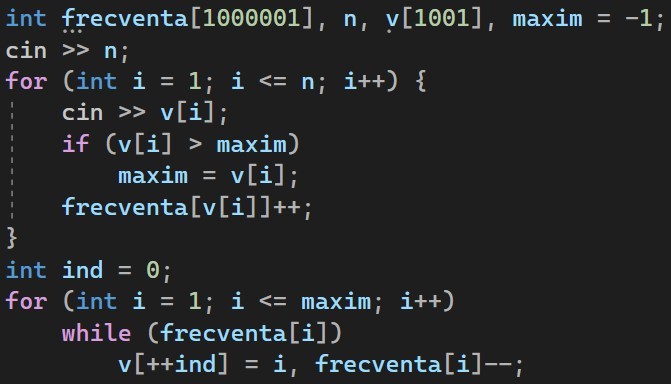 int frecventa[1000001], n, v[1001], maxim = -1;
cin >> n;
for (int i = 1; i <= n; i++) {
    cin >> v[i];
    if (v[i] > maxim)
        maxim = v[i];
    frecventa[v[i]]++;
}
int ind = 0;
for (int i = 1; i <= maxim; i++)
    while (frecventa[i])
        v[++ind] = i, frecventa[i]--;